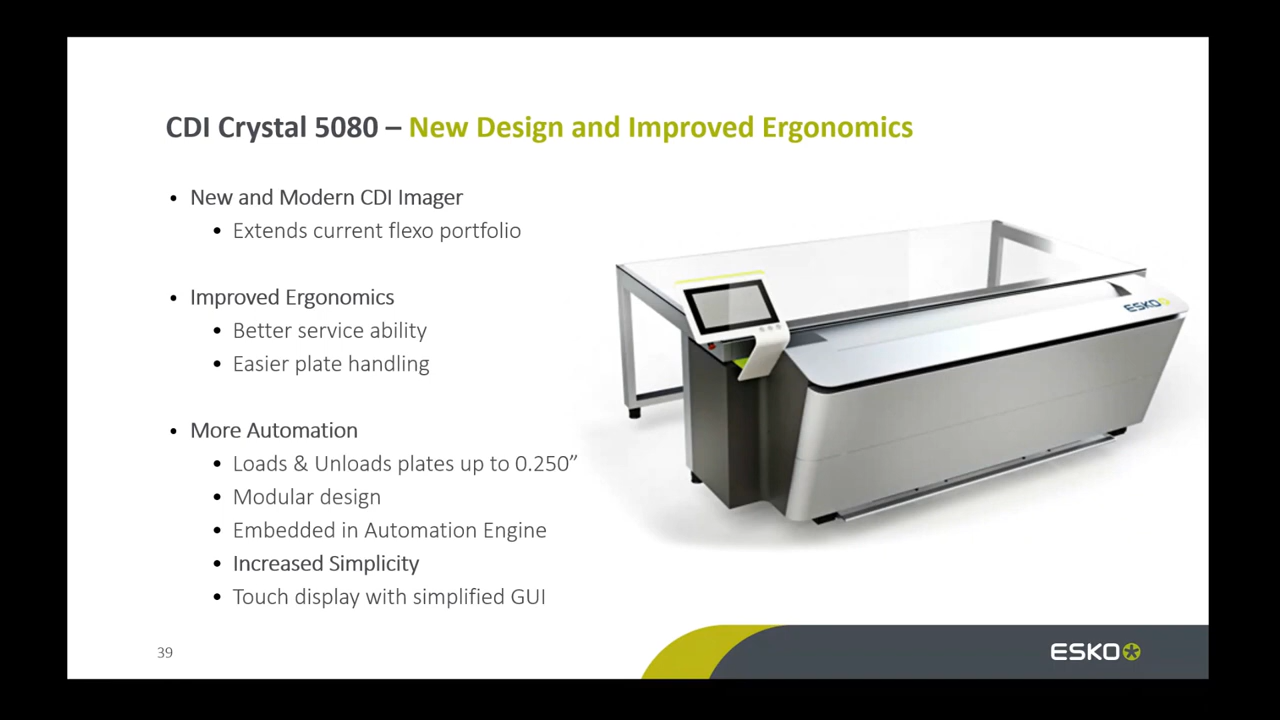 CDI Crystal 5080 – New Design and Improved Ergonomics
• New and Modern CDI Imager
• Extends current flexo portfolio
• Improved Ergonomics
• Better service ability
• Easier plate handling
• More Automation
• Loads & Unloads plates up to 0.250”
• Modular design
• Embedded in Automation Engine
• Increased Simplicity
• Touch display with simplified GUI
ESKO
39
ESKO